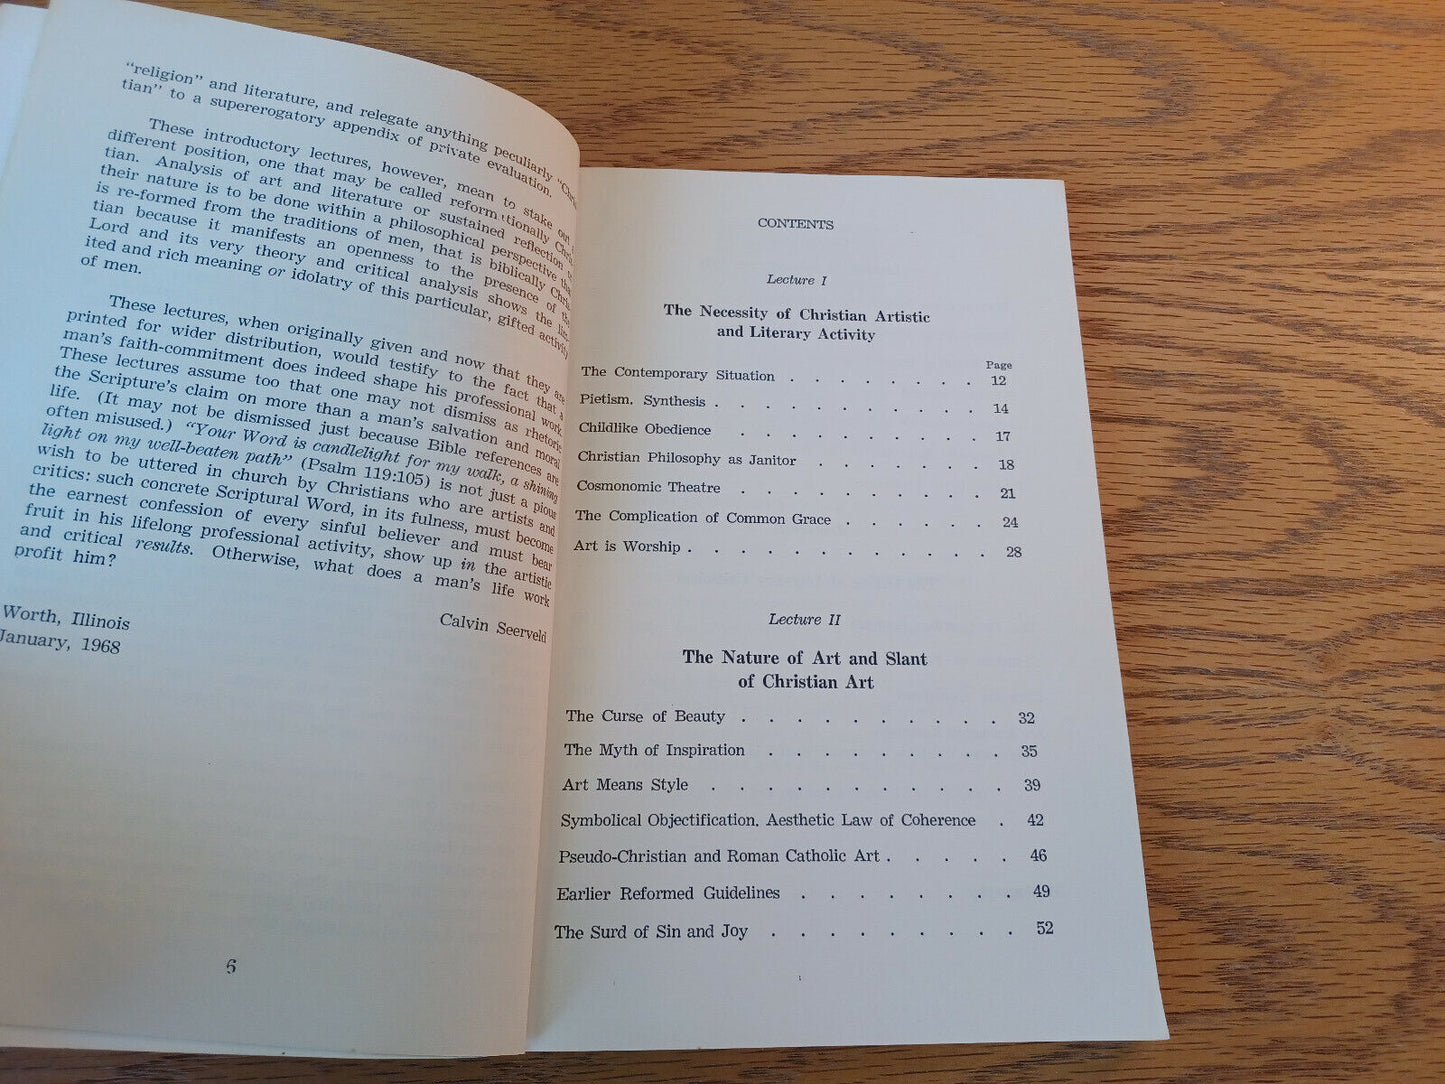 "religion" and literature, and relegate anything peculiarly "Chris-
tian" to a supererogatory appendix of private evaluation.
These introductory lectures, however, mean to stake out a
different position, one that may be called reformationally Chris-
tian. Analysis of art and literature or sustained reflection on
their nature is to be done within a philosophical perspective that
is re-formed from the traditions of men, that is biblically Chris-
tian because it manifests an openness to the presence of the
Lord and its very theory and critical analysis shows the lim-
ited and rich meaning or idolatry of this particular, gifted activity
of men.
These lectures, when originally given and now that they are
printed for wider distribution, would testify to the fact that a
man's faith-commitment does indeed shape his professional work.
These lectures assume too that one may not dismiss as rhetoric
the Scripture's claim on more than a man's salvation and moral
life. (It may not be dismissed just because Bible references are
often misused.) "Your Word is candlelight for my walk, a shining
light on my well-beaten path" (Psalm 119:105) is not just a pious
wish to be uttered in church by Christians who are artists and
critics: such concrete Scriptural Word, in its fulness, must become
the earnest confession of every sinful believer and must bear
fruit in his lifelong professional activity, show up in the artistic
and critical results. Otherwise, what does a man's life work
profit him?
Calvin Seerveld
Worth, Illinois
January, 1968
6
CONTENTS
Lecture I
The Necessity of Christian Artistic
and Literary Activity
Page
The Contemporary Situation . . . . . . . . 12
Pietism. Synthesis . . . . . . . . . . . 14
Childlike Obedience . . . . . . . . . . 17
Christian Philosophy as Janitor . . . . . . . 18
Cosmonomic Theatre . . . . . . . . . . 21
The Complication of Common Grace . . . . . . 24
Art is Worship . . . . . . . . . . . . 28
Lecture II
The Nature of Art and Slant
of Christian Art
The Curse of Beauty . . . . . . . . . . 32
The Myth of Inspiration . . . . . . . . . 35
Art Means Style . . . . . . . . . . . 39
Symbolical Objectification. Aesthetic Law of Coherence . 42
Pseudo-Christian and Roman Catholic Art . . . . . 46
Earlier Reformed Guidelines . . . . . . . . 49
The Surd of Sin and Joy . . . . . . . . . 52